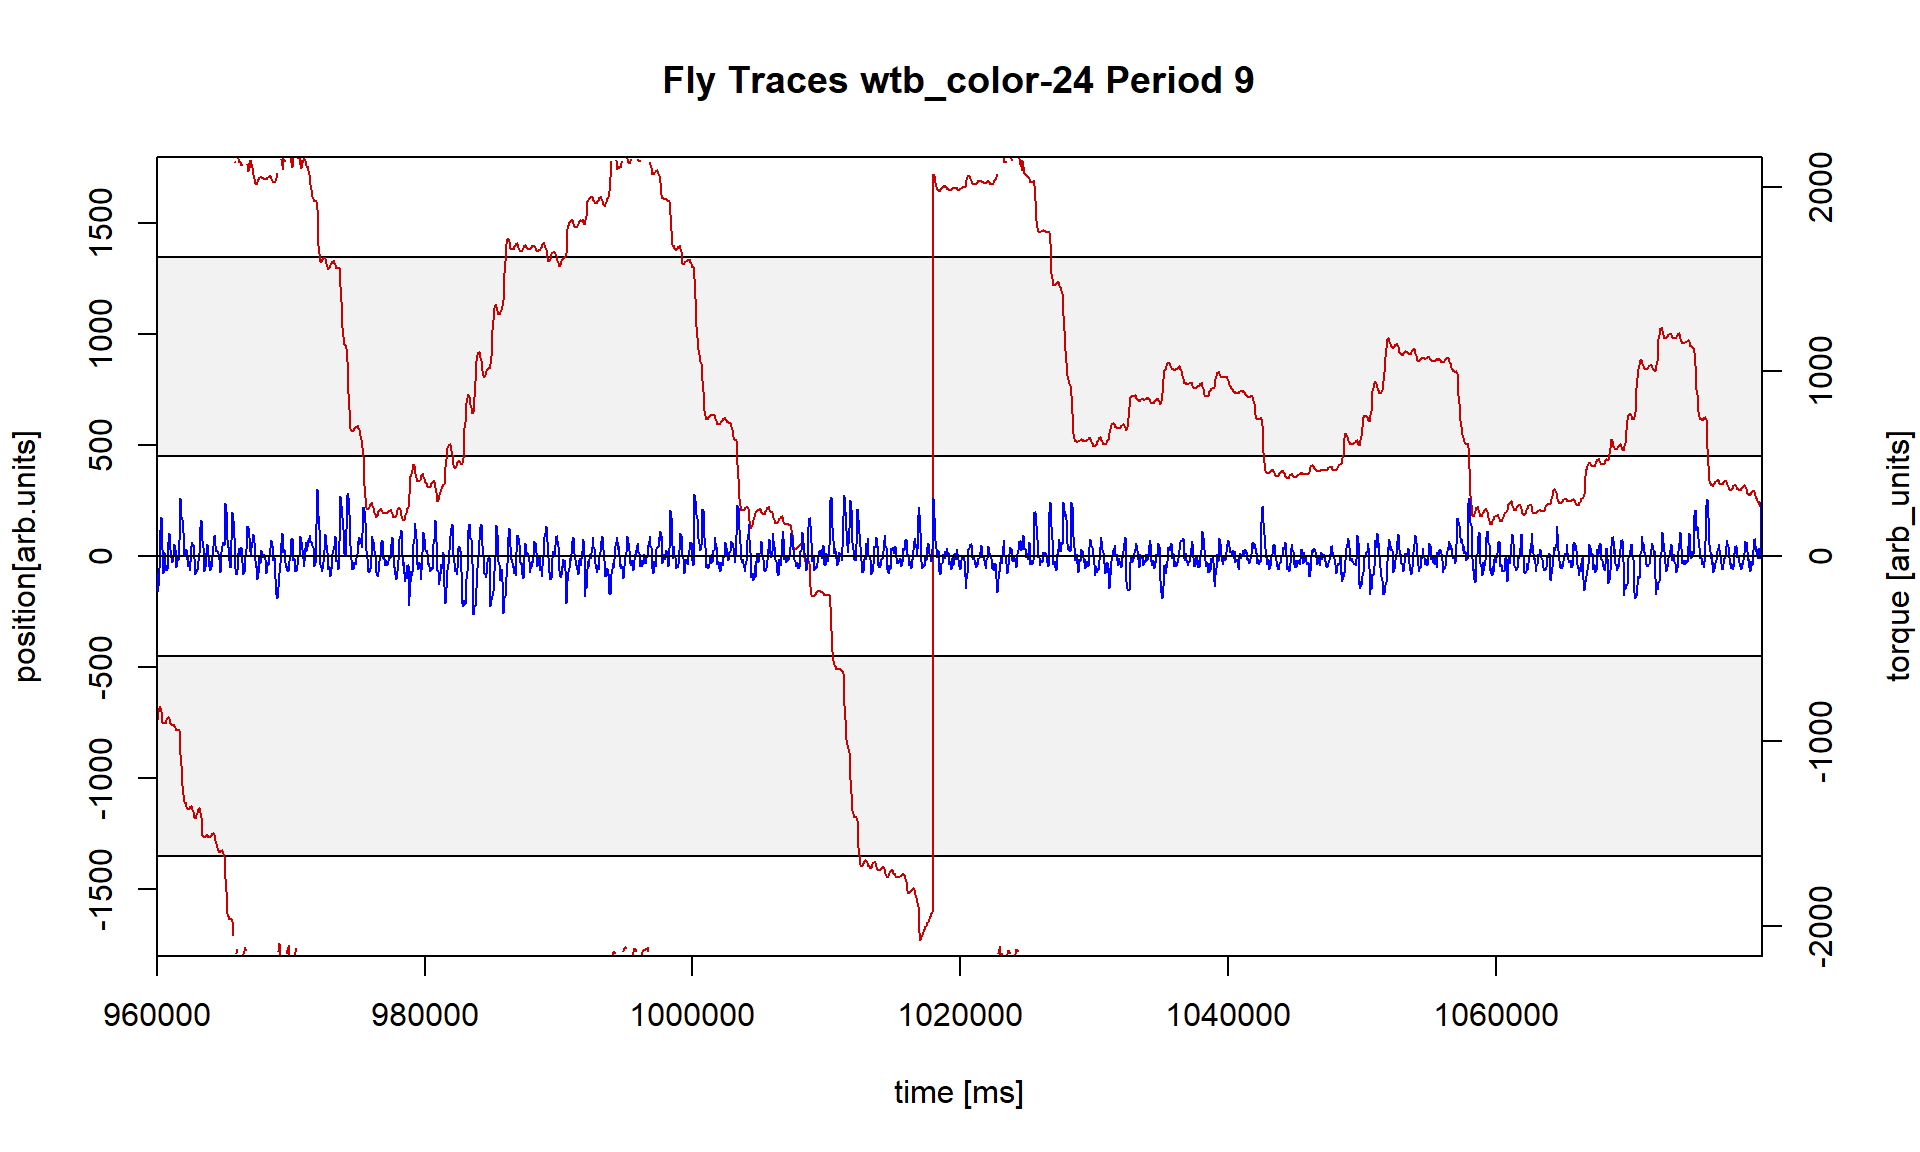 Fly Traces wtb_color-24 Period 9
position[arb.units]
1500
1000
500
0
-500
-1000
-1500
2000
1000
0
-1000
-2000
torque [arb_units]
960000 980000 1000000 1020000 1040000 1060000
time [ms]